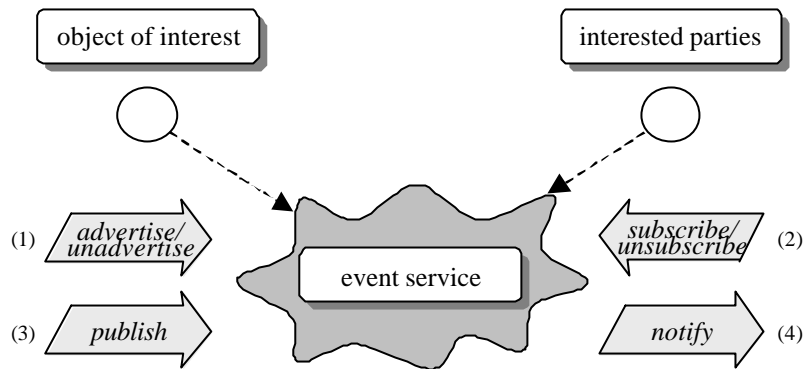 object of interest
interested parties
(1)
advertise/
unadvertise
subscribe/
unsubscribe
(2)
event service
(3)
publish
notify
(4)